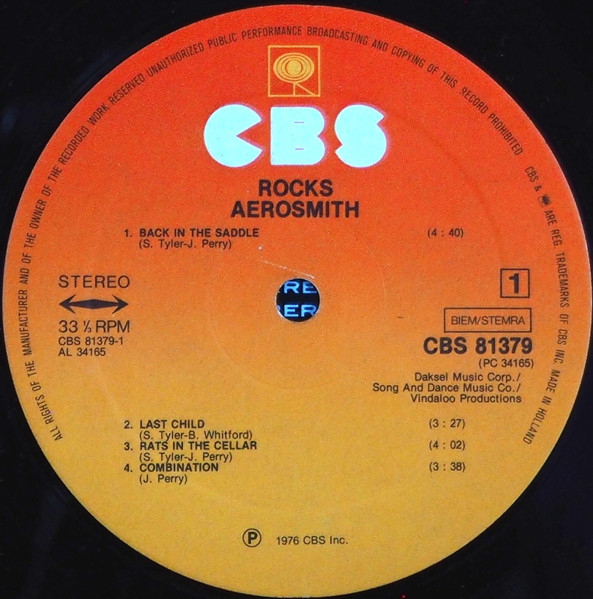 ALL RIGHTS OF THE MANUFACTURER AND OF THE OWNER OF THE RECORDED WORK RESERVED UNAUTHORIZED PUBLIC PERFORMANCE BROADCASTING AND COPYING OF THIS RECORD PROHIBITED
CBS & ARE REG. TRADEMARKS OF CBS INC. MADE IN HOLLAND
CBS
ROCKS
AEROSMITH
1. BACK IN THE SADDLE (4 : 40)
(S. Tyler-J. Perry)
STEREO
1
33 ⅓ RPM
CBS 81379-1
AL 34165
RE
ER
BIEM/STEMRA
CBS 81379
(PC 34165)
Daksel Music Corp./
Song And Dance Music Co./
Vindaloo Productions
2. LAST CHILD (3 : 27)
(S. Tyler-B. Whitford)
3. RATS IN THE CELLAR (4 : 02)
(S. Tyler-J. Perry)
4. COMBINATION (3 : 38)
(J. Perry)
℗ 1976 CBS Inc.